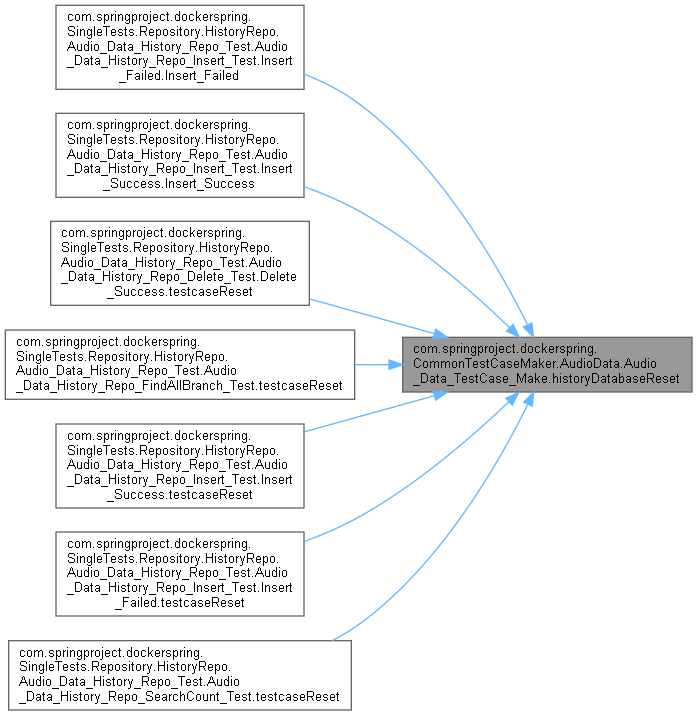 com.springproject.dockerspring.
SingleTests.Repository.HistoryRepo.
Audio_Data_History_Repo_Test.Audio
_Data_History_Repo_Insert_Test.Insert
_Failed.Insert_Failed
com.springproject.dockerspring.
SingleTests.Repository.HistoryRepo.
Audio_Data_History_Repo_Test.Audio
_Data_History_Repo_Insert_Test.Insert
_Success.Insert_Success
com.springproject.dockerspring.
SingleTests.Repository.HistoryRepo.
Audio_Data_History_Repo_Test.Audio
_Data_History_Repo_Delete_Test.Delete
_Success.testcaseReset
com.springproject.dockerspring.
SingleTests.Repository.HistoryRepo.
Audio_Data_History_Repo_Test.Audio
_Data_History_Repo_FindAllBranch_Test.testcaseReset
com.springproject.dockerspring.
CommonTestCaseMaker.AudioData.Audio
_Data_TestCase_Make.historyDatabaseReset
com.springproject.dockerspring.
SingleTests.Repository.HistoryRepo.
Audio_Data_History_Repo_Test.Audio
_Data_History_Repo_Insert_Test.Insert
_Success.testcaseReset
com.springproject.dockerspring.
SingleTests.Repository.HistoryRepo.
Audio_Data_History_Repo_Test.Audio
_Data_History_Repo_Insert_Test.Insert
_Failed.testcaseReset
com.springproject.dockerspring.
SingleTests.Repository.HistoryRepo.
Audio_Data_History_Repo_Test.Audio
_Data_History_Repo_SearchCount_Test.testcaseReset